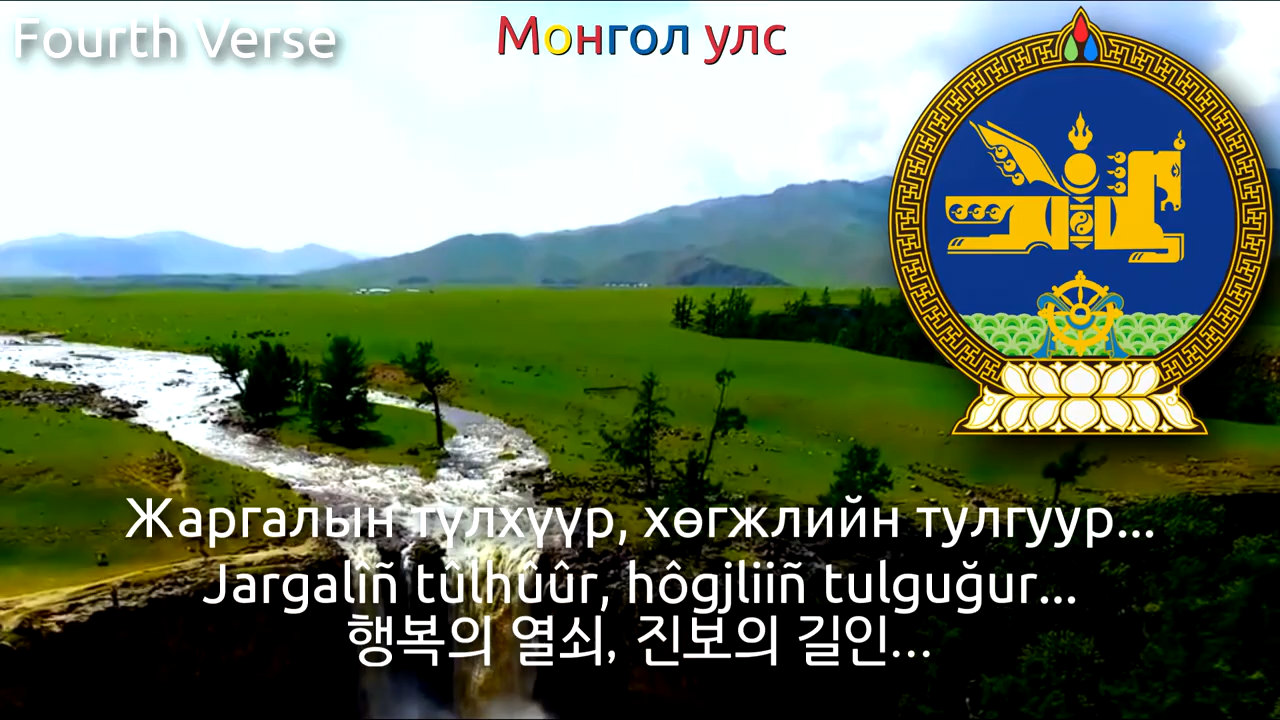 Fourth Verse
Монгол улс
Жаргалын түлхүүр, хөгжлийн тулгуур...
Jargalîñ tûlhûûr, hôgjliiñ tulguğur...
행복의 열쇠, 진보의 길인...